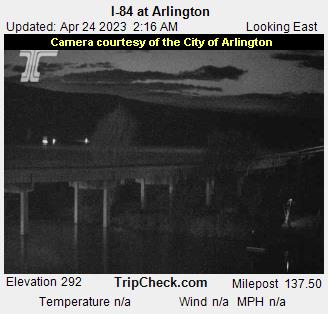 I-84 at Arlington
Updated: Apr 24 2023 2:16 AM Looking East
Camera courtesy of the City of Arlington
Elevation 292 TripCheck.com Milepost 137.50
Temperature n/a Wind n/a MPH n/a